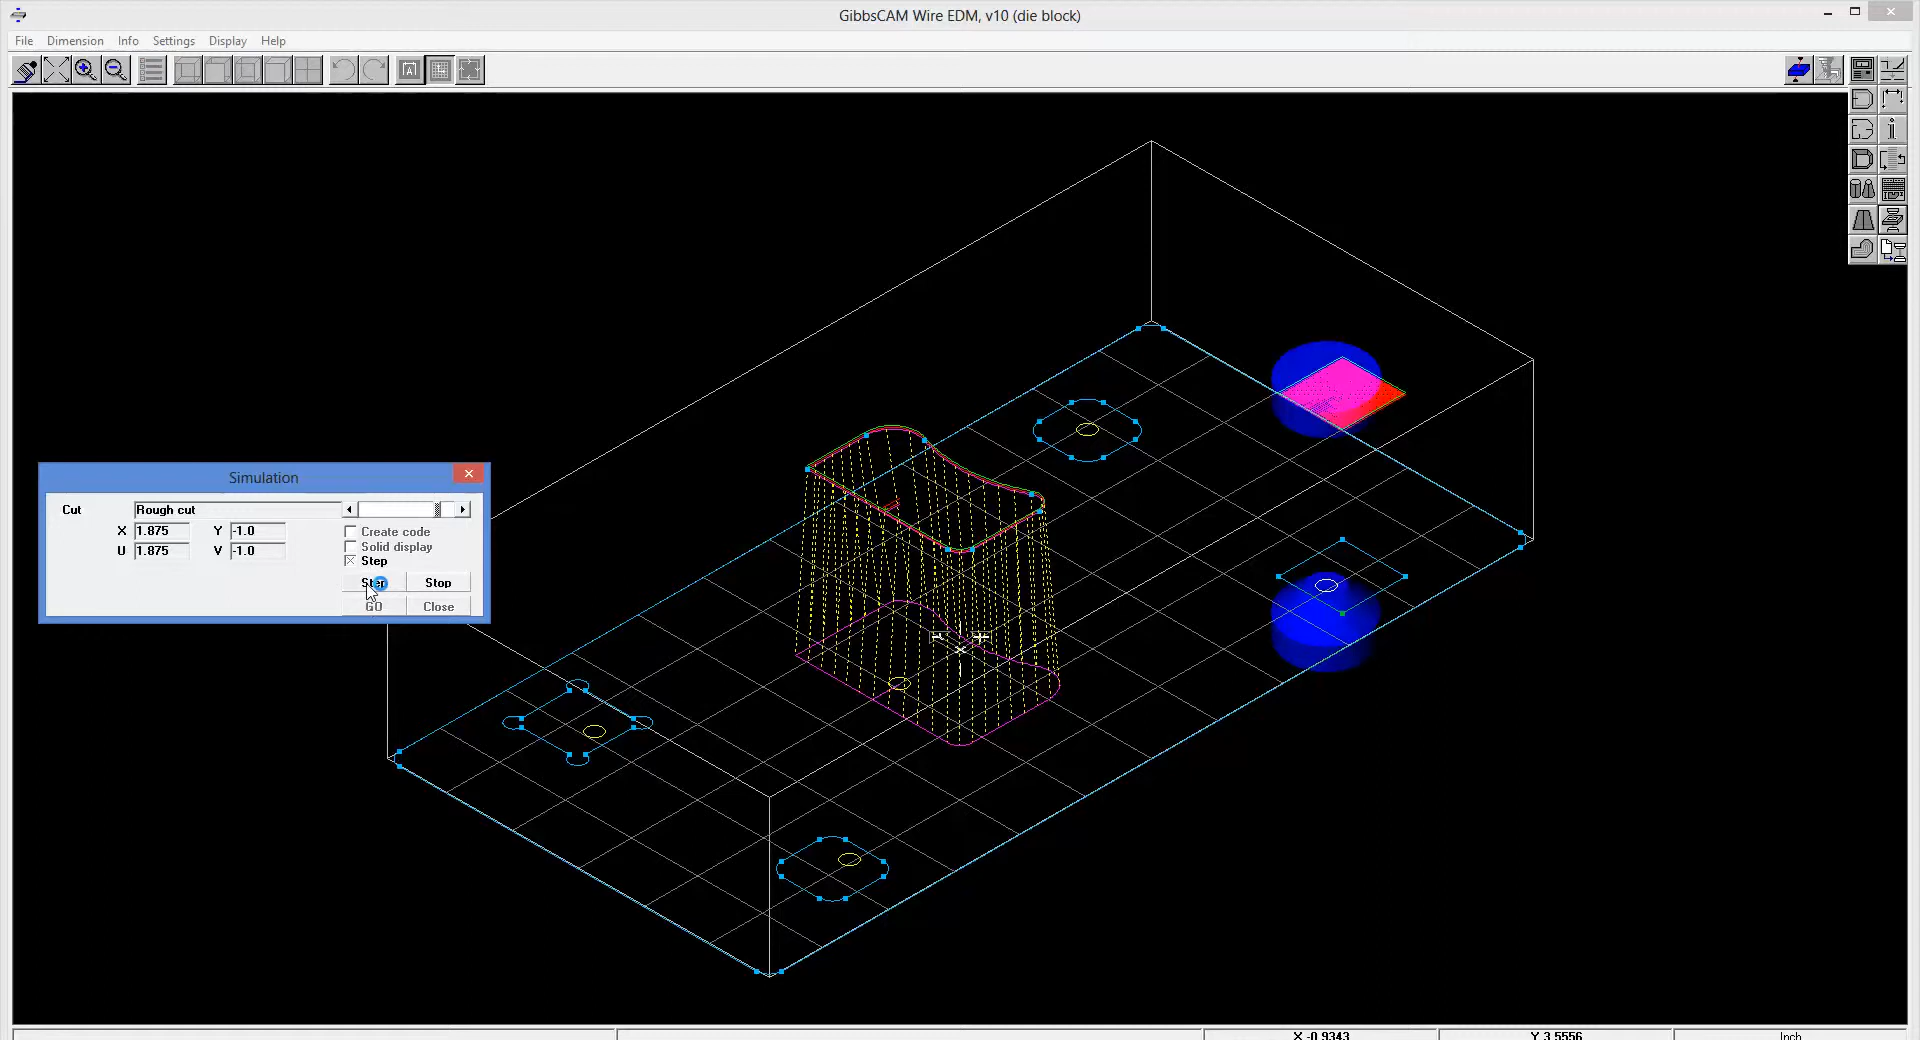 GibbsCAM Wire EDM, v10 (die block)
File Dimension Info Settings Display Help
Simulation
Cut Rough cut
X 1.875 Y -1.0
U 1.875 V -1.0
Create code
Solid display
Step
Step Stop
GO Close
X -0.9343 Y 3.5556 Inch